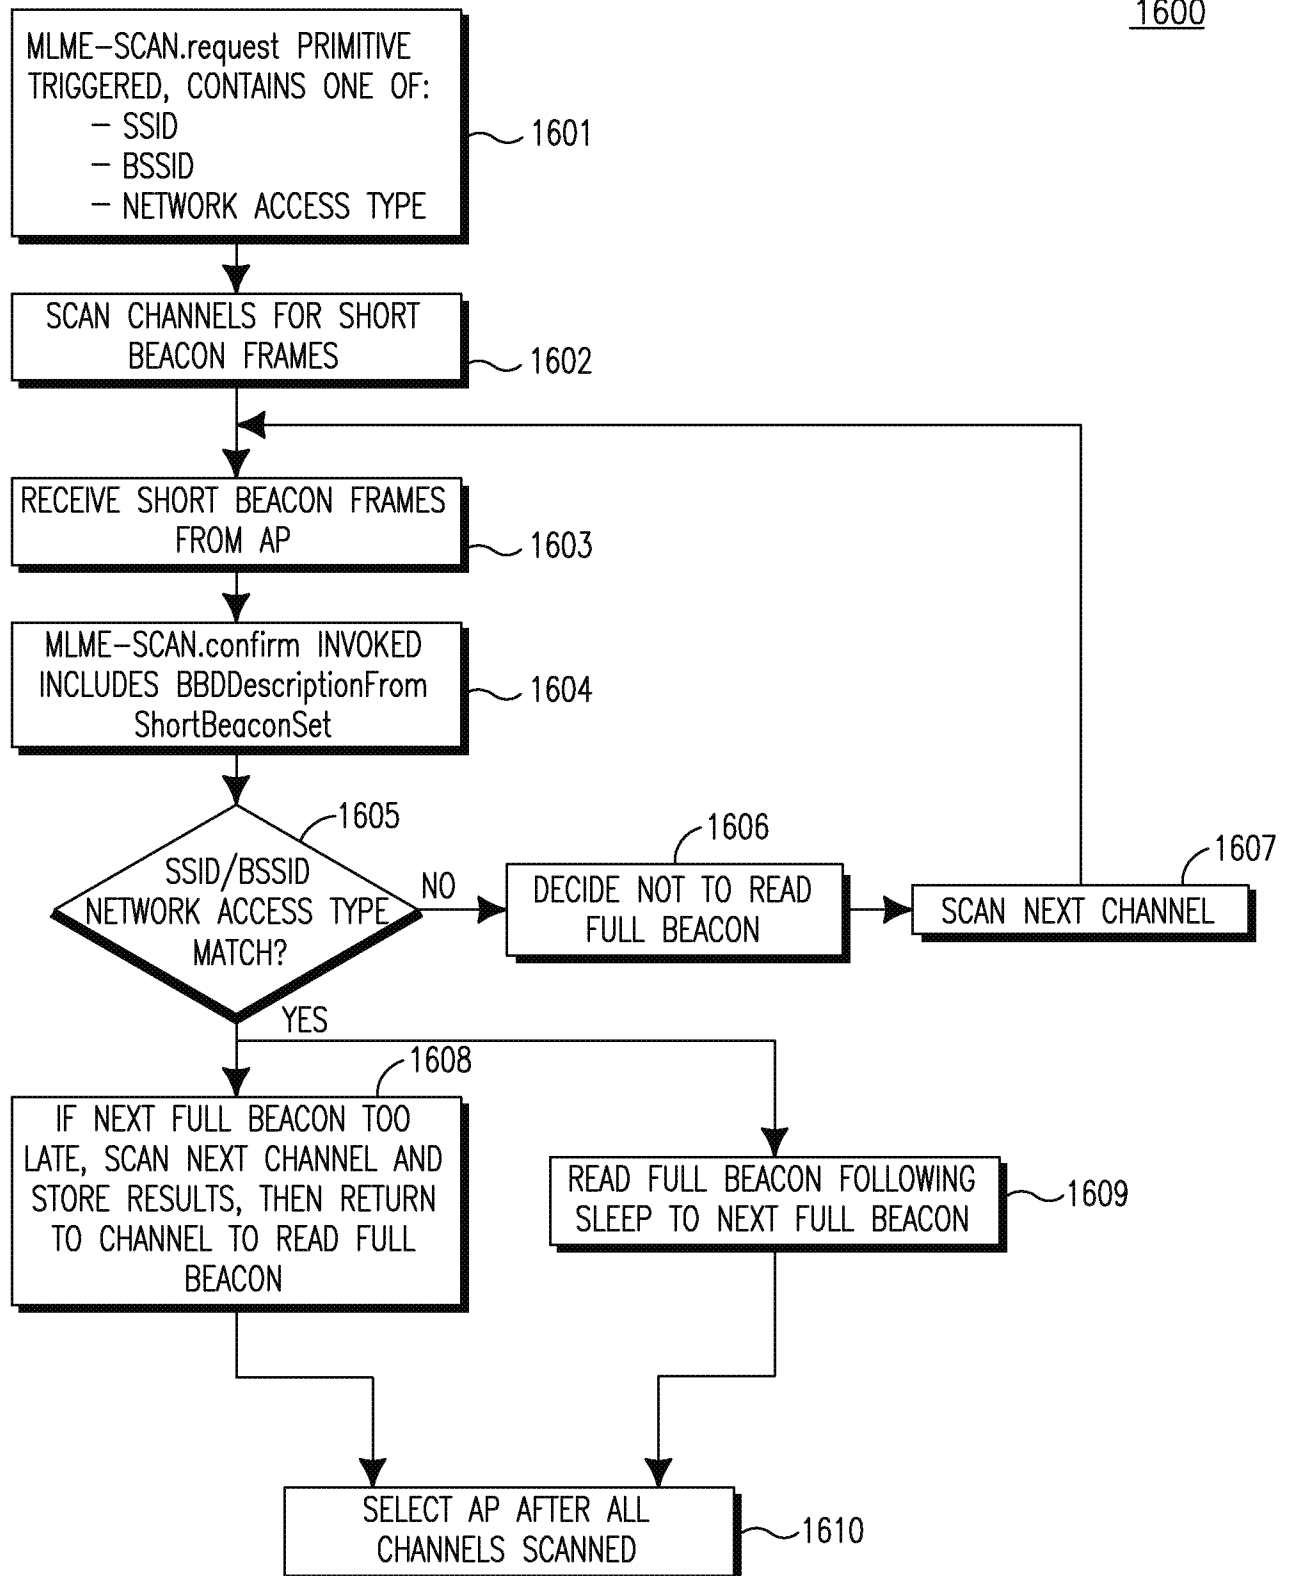 1600
MLME-SCAN.request PRIMITIVE
TRIGGERED, CONTAINS ONE OF:
- SSID
- BSSID
- NETWORK ACCESS TYPE
1601
SCAN CHANNELS FOR SHORT
BEACON FRAMES
1602
RECEIVE SHORT BEACON FRAMES
FROM AP
1603
MLME-SCAN.confirm INVOKED
INCLUDES BBDDescriptionFrom
ShortBeaconSet
1604
1605
SSID/BSSID
NETWORK ACCESS TYPE
MATCH?
NO
1606
DECIDE NOT TO READ
FULL BEACON
1607
SCAN NEXT CHANNEL
YES
1608
IF NEXT FULL BEACON TOO
LATE, SCAN NEXT CHANNEL AND
STORE RESULTS, THEN RETURN
TO CHANNEL TO READ FULL
BEACON
READ FULL BEACON FOLLOWING
SLEEP TO NEXT FULL BEACON
1609
SELECT AP AFTER ALL
CHANNELS SCANNED
1610